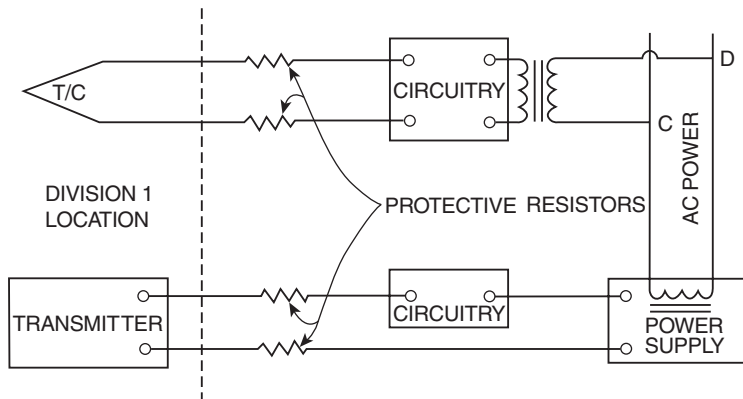 T/C
CIRCUITRY
D
C
AC POWER
DIVISION 1
LOCATION
PROTECTIVE RESISTORS
TRANSMITTER
CIRCUITRY
POWER
SUPPLY